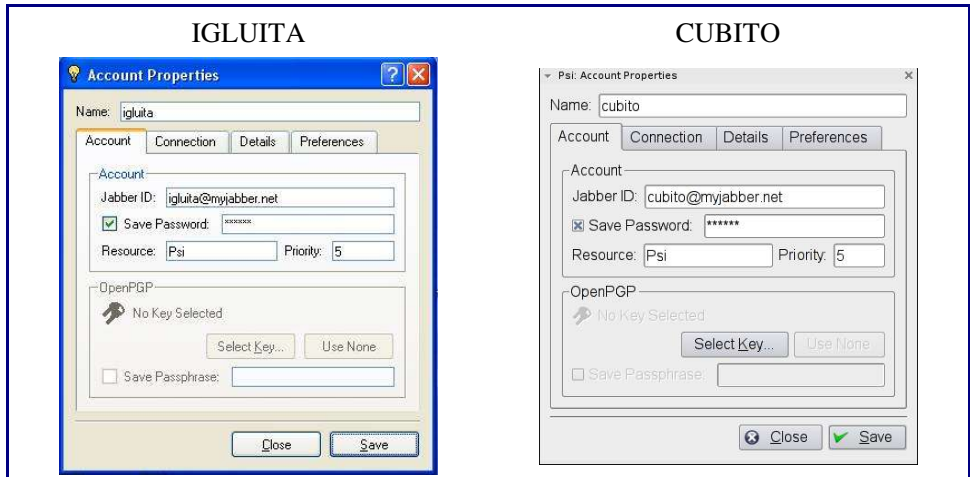 IGLUITA
Account Properties
Name: igluita
Account Connection Details Preferences
Account
Jabber ID: igluita@myjabber.net
Save Password: ******
Resource: Psi Priority: 5
OpenPGP
No Key Selected
Select Key... Use None
Save Passphrase:
Close Save
CUBITO
Psi: Account Properties
Name: cubito
Account Connection Details Preferences
Account
Jabber ID: cubito@myjabber.net
Save Password: ******
Resource: Psi Priority: 5
OpenPGP
No Key Selected
Select Key... Use None
Save Passphrase:
Close Save